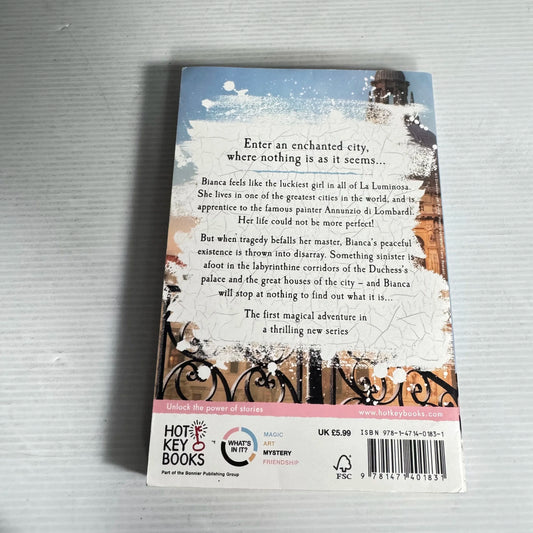 Enter an enchanted city,
where nothing is as it seems...
Bianca feels like the luckiest girl in all of La Luminosa.
She lives in one of the greatest cities in the world, and is
apprentice to the famous painter Annunzio di Lombardi.
Her life could not be more perfect!
But when tragedy befalls her master, Bianca's peaceful
existence is thrown into disarray. Something sinister is
afoot in the labyrinthine corridors of the Duchess's
palace and the great houses of the city – and Bianca
will stop at nothing to find out what it is...
The first magical adventure in
a thrilling new series
Unlock the power of stories
www.hotkeybooks.com
HOT
KEY
BOOKS
Part of the Bonnier Publishing Group
WHAT'S
IN IT?
MAGIC
ART
MYSTERY
FRIENDSHIP
UK £5.99
FSC
ISBN 978-1-4714-0183-1
9 781471 401831